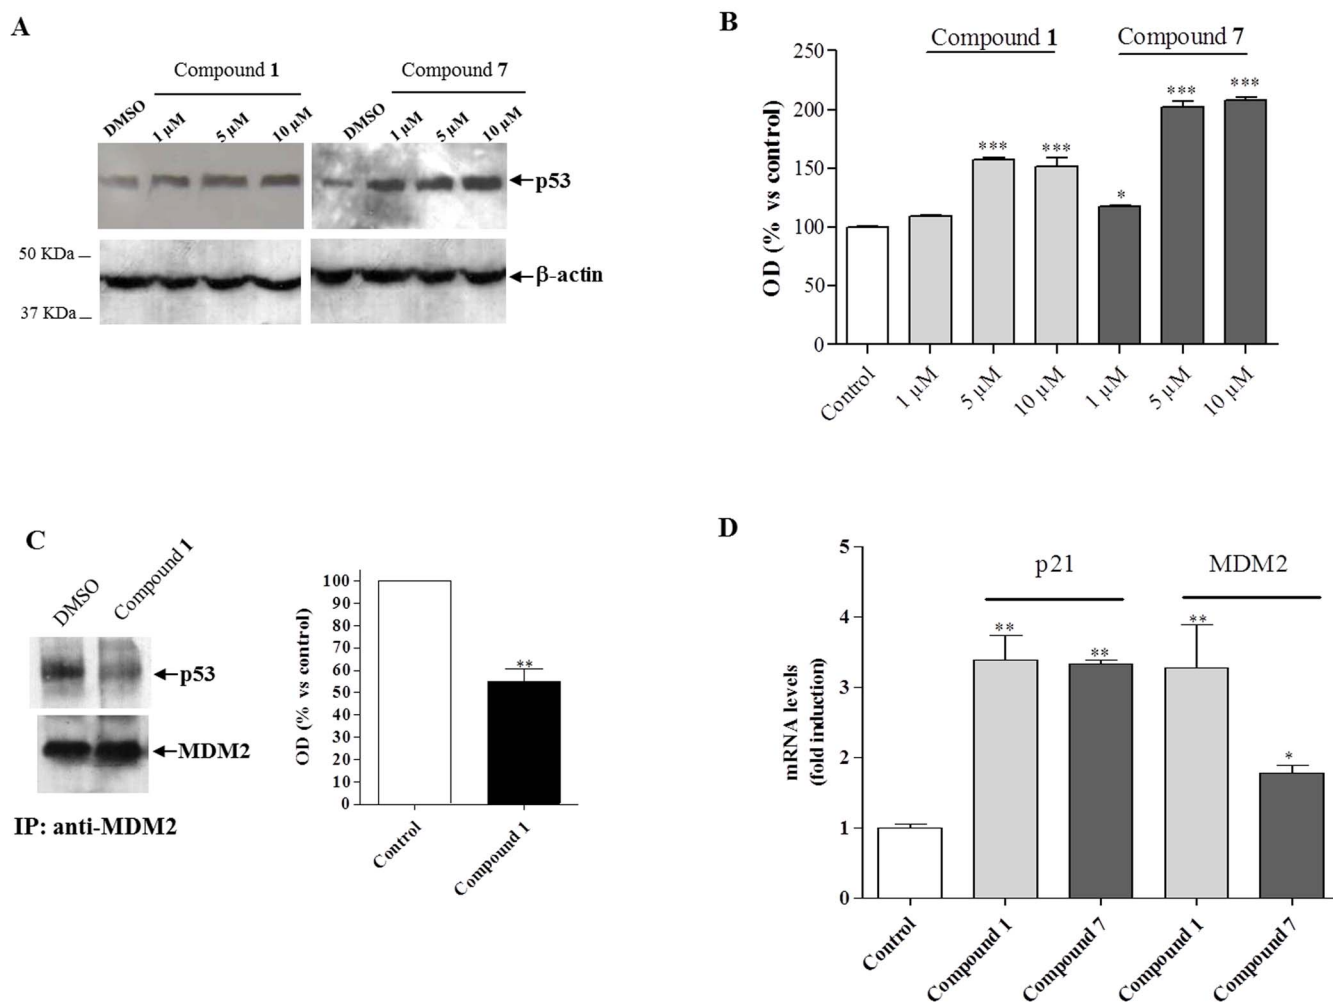 A
Compound 1
Compound 7
DMSO
1 µM
5 µM
10 µM
DMSO
1 µM
5 µM
10 µM
p53
50 KDa
β-actin
37 KDa
B
Compound 1
Compound 7
OD (% vs control)
250
200
150
100
50
0
***
***
*
***
***
Control
1 µM
5 µM
10 µM
1 µM
5 µM
10 µM
C
DMSO
Compound 1
p53
MDM2
IP: anti-MDM2
OD (% vs control)
100
90
80
70
60
50
40
30
20
10
0
**
Control
Compound 1
D
mRNA levels
(fold induction)
5
4
3
2
1
0
p21
MDM2
**
**
**
*
Control
Compound 1
Compound 7
Compound 1
Compound 7